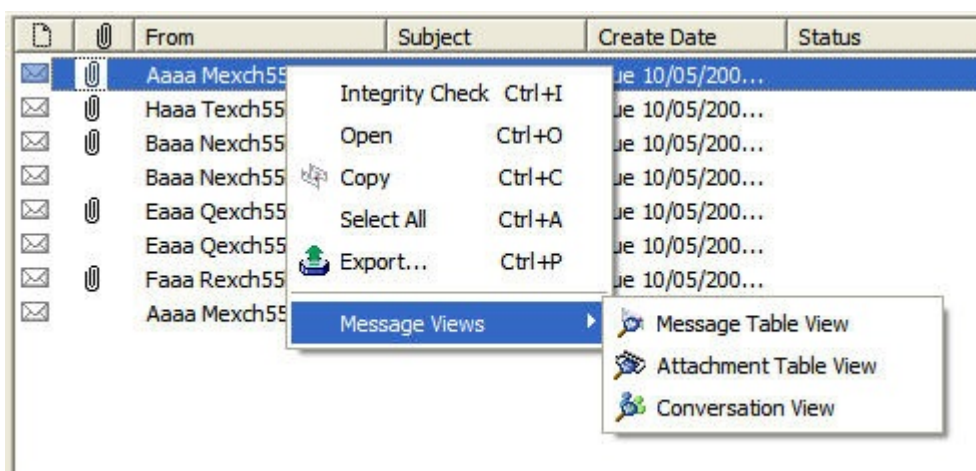 From Subject Create Date Status
Aaaa Mexch55 ue 10/05/200...
Haaa Texch55 ue 10/05/200...
Baaa Nexch55 ue 10/05/200...
Baaa Nexch55 ue 10/05/200...
Eaaa Qexch55 ue 10/05/200...
Eaaa Qexch55 ue 10/05/200...
Faaa Rexch55 ue 10/05/200...
Aaaa Mexch55
Integrity Check Ctrl+I
Open Ctrl+O
Copy Ctrl+C
Select All Ctrl+A
Export... Ctrl+P
Message Views
Message Table View
Attachment Table View
Conversation View